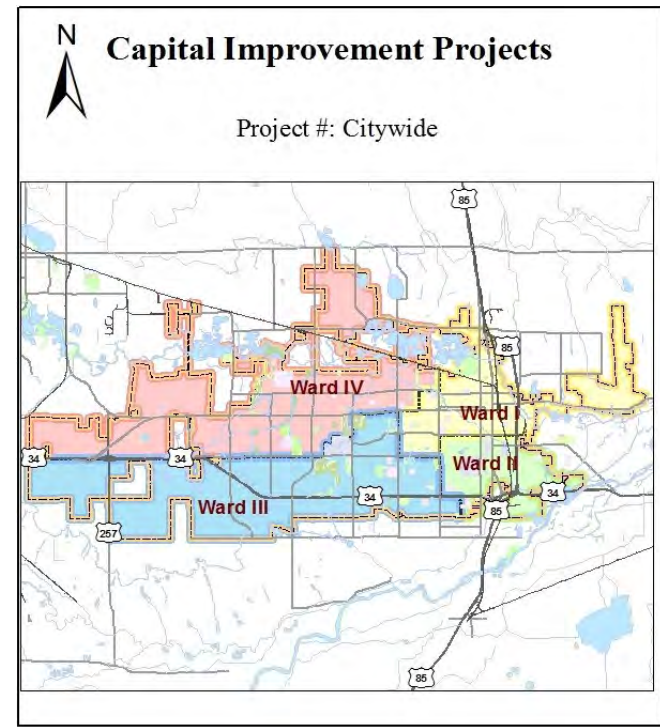 N
Capital Improvement Projects
Project #: Citywide
85
85
Ward IV
Ward I
34
34
Ward II
34
34
Ward III
85
257
85